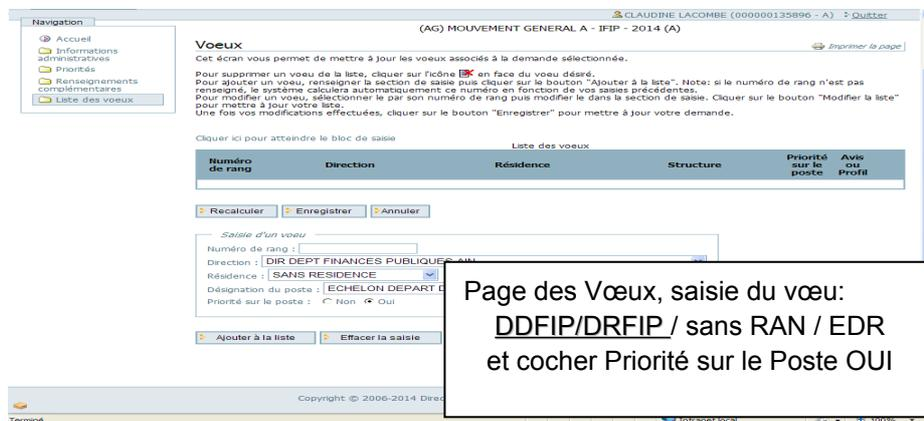 CLAUDINE LACOMBE (000000135896 - A) Quitter
Navigation
(AG) MOUVEMENT GENERAL A - IFIP - 2014 (A)
Accueil
Informations administratives
Priorités
Renseignements complémentaires
Liste des voeux
Voeux
Imprimer la page
Cet écran vous permet de mettre à jour les voeux associés à la demande sélectionnée.
Pour supprimer un voeu de la liste, cliquer sur l'icône en face du voeu désiré.
Pour ajouter un voeu, renseigner la section de saisie puis cliquer sur le bouton "Ajouter à la liste". Note: si le numéro de rang n'est pas
renseigné, le système calculera automatiquement ce numéro en fonction de vos saisies précédentes.
Pour modifier un voeu, sélectionner le par son numéro de rang puis modifier le dans la section de saisie. Cliquer sur le bouton "Modifier la liste"
pour mettre à jour votre liste.
Une fois vos modifications effectuées, cliquer sur le bouton "Enregistrer" pour mettre à jour votre demande.
Cliquer ici pour atteindre le bloc de saisie
Liste des voeux
Numéro de rang Direction Résidence Structure Priorité sur le poste Avis ou Profil
Recalculer Enregistrer Annuler
Saisie d'un voeu
Numéro de rang :
Direction : DIR DEPT FINANCES PUBLIQUES AIN
Résidence : SANS RESIDENCE
Désignation du poste : ECHELON DEPART D
Priorité sur le poste : Non Oui
Ajouter à la liste Effacer la saisie
Page des Vœux, saisie du vœu:
DDFIP/DRFIP / sans RAN / EDR
et cocher Priorité sur le Poste OUI
Copyright © 2006-2014 Direc
Terminé
Intranet local
100%